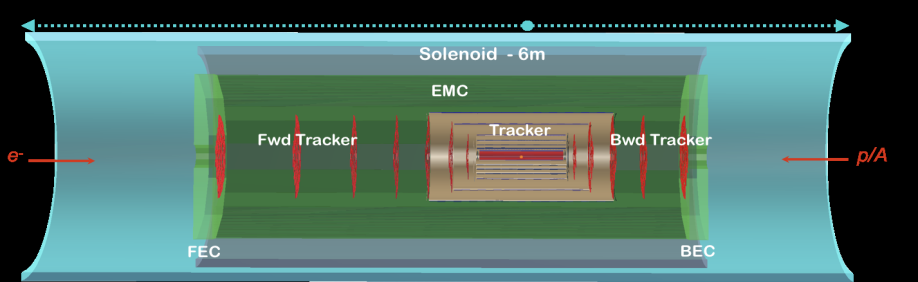 Solenoid - 6m
EMC
Fwd Tracker
Tracker
Bwd Tracker
e-
p/A
FEC
BEC